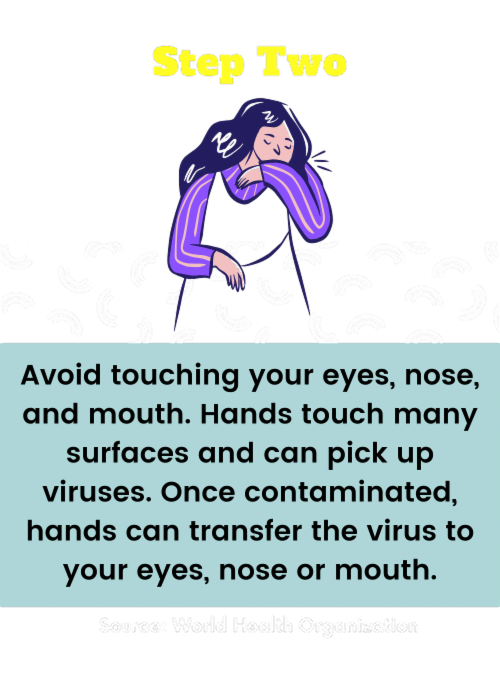 Step Two
Avoid touching your eyes, nose,
and mouth. Hands touch many
surfaces and can pick up
viruses. Once contaminated,
hands can transfer the virus to
your eyes, nose or mouth.
Source: World Health Organization